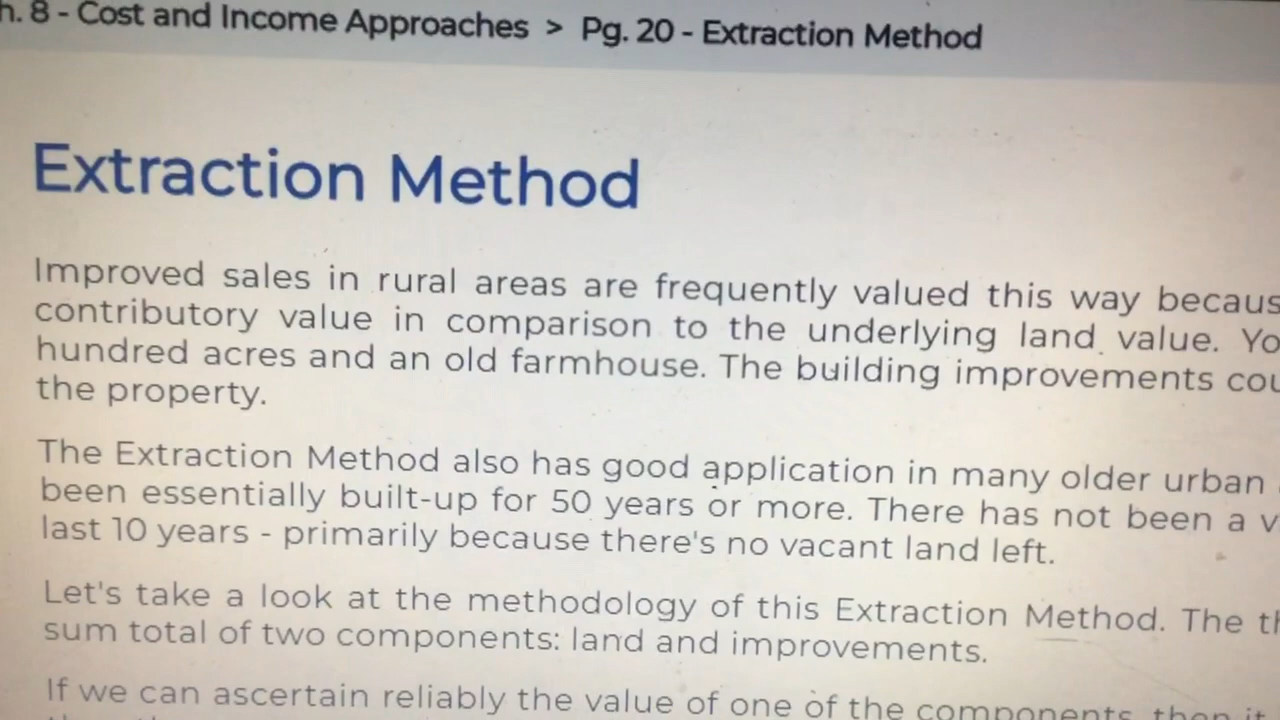 h. 8 - Cost and Income Approaches > Pg. 20 - Extraction Method
Extraction Method
Improved sales in rural areas are frequently valued this way becaus
contributory value in comparison to the underlying land value. Yo
hundred acres and an old farmhouse. The building improvements cou
the property.
The Extraction Method also has good application in many older urban
been essentially built-up for 50 years or more. There has not been a v
last 10 years - primarily because there's no vacant land left.
Let's take a look at the methodology of this Extraction Method. The th
sum total of two components: land and improvements.
If we can ascertain reliably the value of one of the components, then it